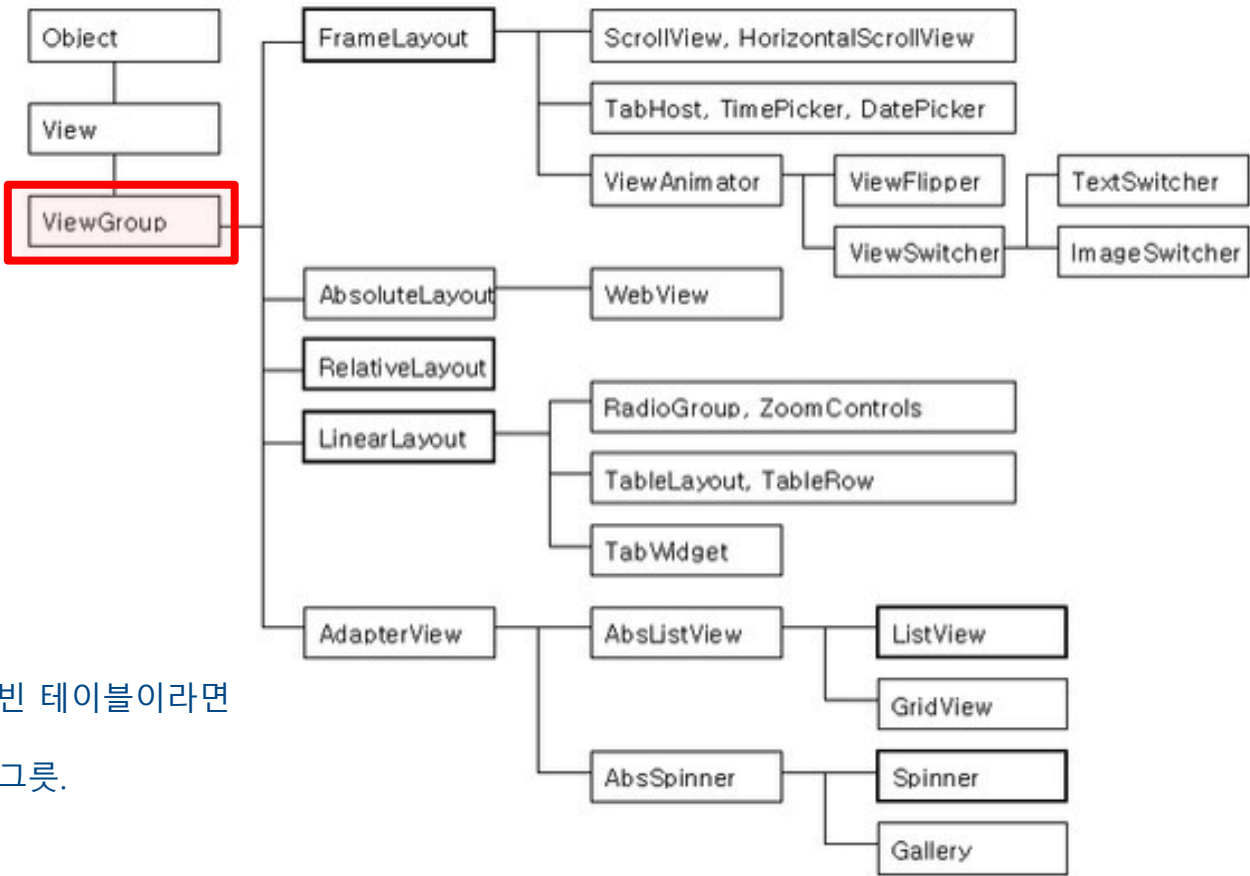 Object
View
ViewGroup
FrameLayout
ScrollView, HorizontalScrollView
TabHost, TimePicker, DatePicker
ViewAnimator
ViewFlipper
TextSwitcher
ViewSwitcher
ImageSwitcher
AbsoluteLayout
WebView
RelativeLayout
LinearLayout
RadioGroup, ZoomControls
TableLayout, TableRow
TabWidget
AdapterView
AbsListView
ListView
GridView
AbsSpinner
Spinner
Gallery
빈 테이블이라면
그릇.